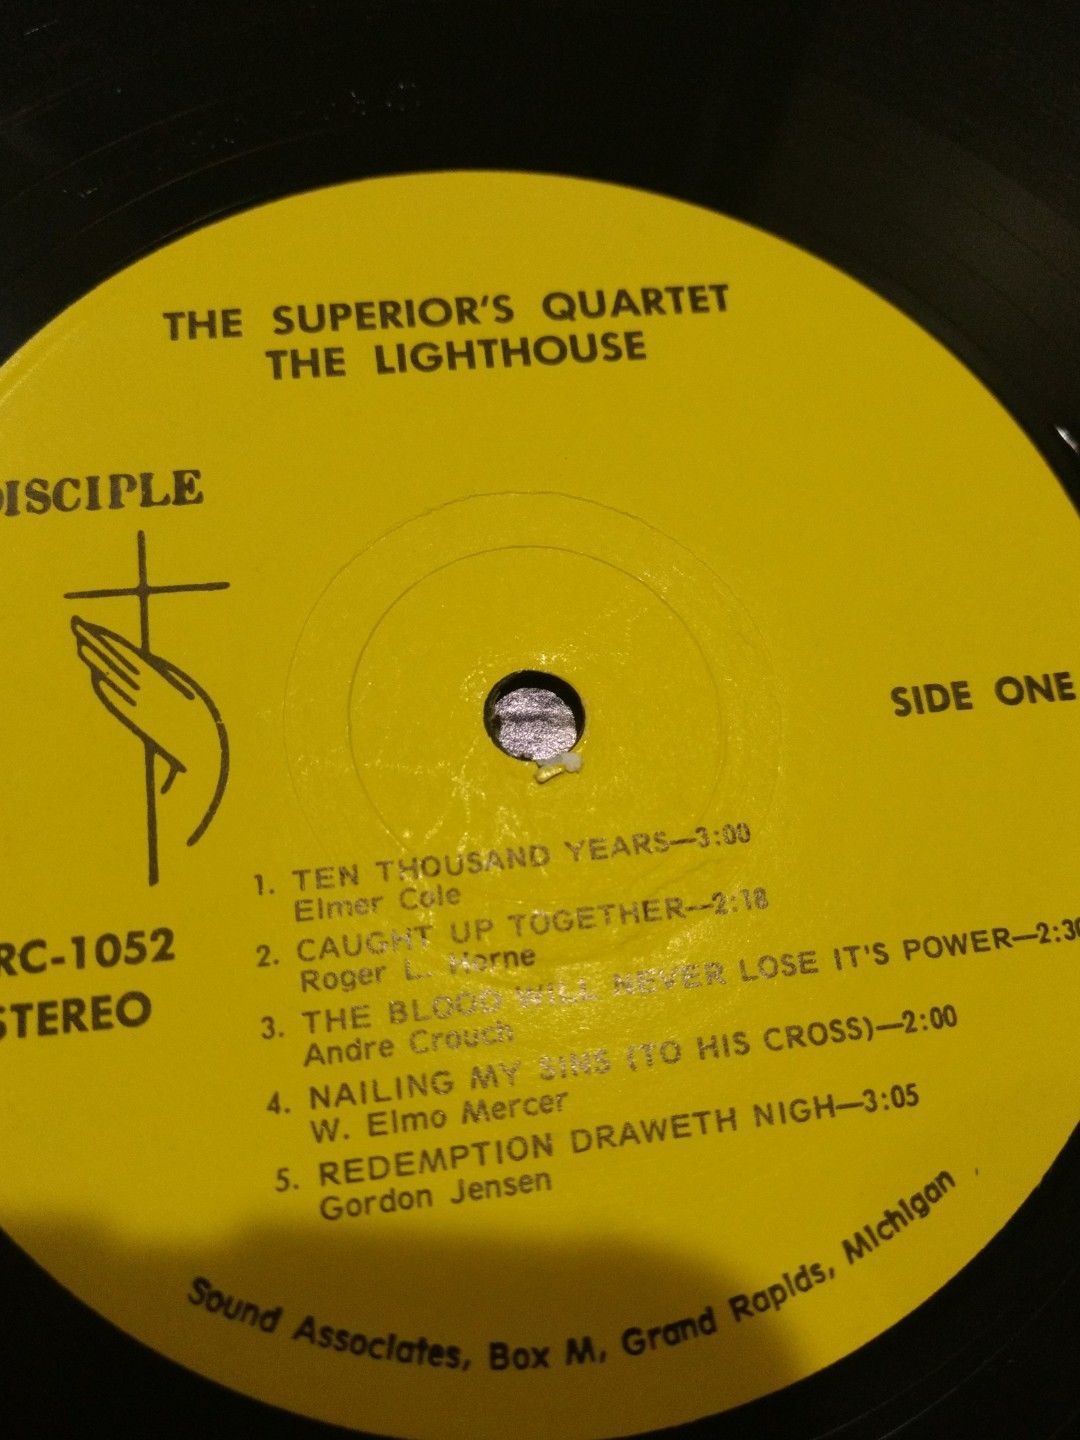 THE SUPERIOR'S QUARTET
THE LIGHTHOUSE
DISCIPLE
SIDE ONE
RC-1052
STEREO
1. TEN THOUSAND YEARS—3:00
Elmer Cole
2. CAUGHT UP TOGETHER—2:18
Roger L. Horne
3. THE BLOOD WILL NEVER LOSE IT'S POWER—2:30
Andre Crouch
4. NAILING MY SINS (TO HIS CROSS)—2:00
W. Elmo Mercer
5. REDEMPTION DRAWETH NIGH—3:05
Gordon Jensen
Sound Associates, Box M, Grand Rapids, Michigan